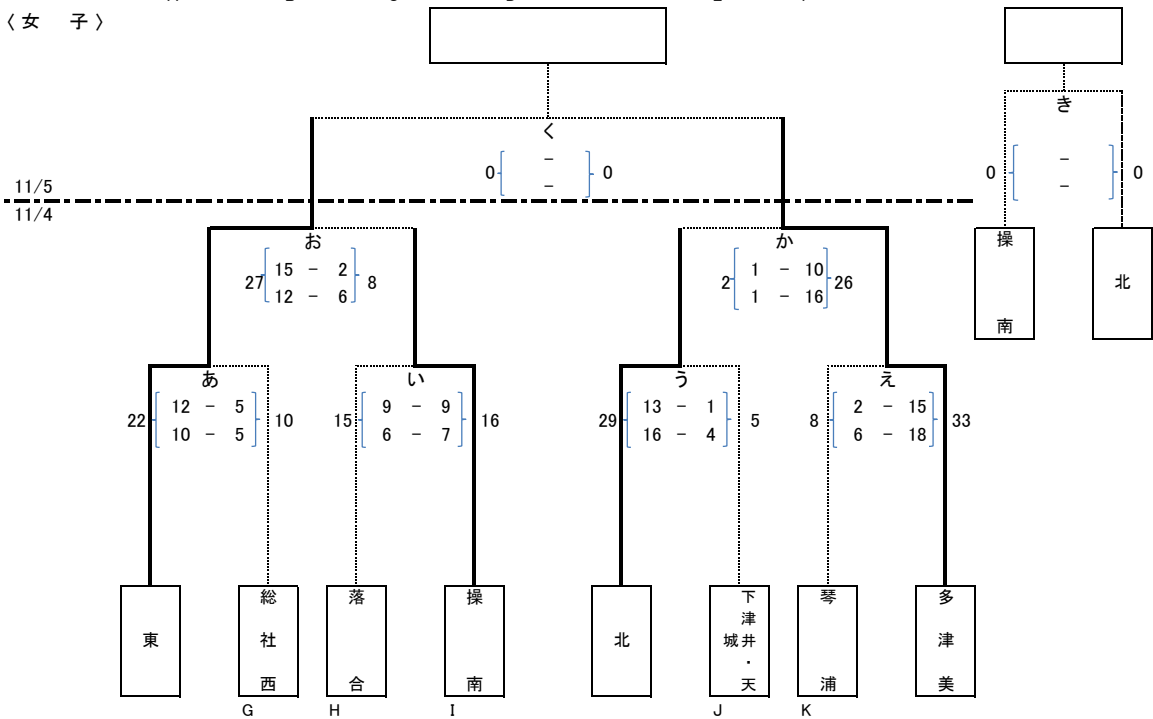 〈女 子〉
き
く
0 - 0
-
0 - 0
-
11/5
11/4
お
27 15 - 2 8
12 - 6
か
2 1 - 10 26
1 - 16
操南
北
あ
22 12 - 5 10
10 - 5
い
15 9 - 9 16
6 - 7
う
29 13 - 1 5
16 - 4
え
8 2 - 15 33
6 - 18
東
総社西
落合
操南
北
下津井・天城
琴浦
多津美
G H I J K